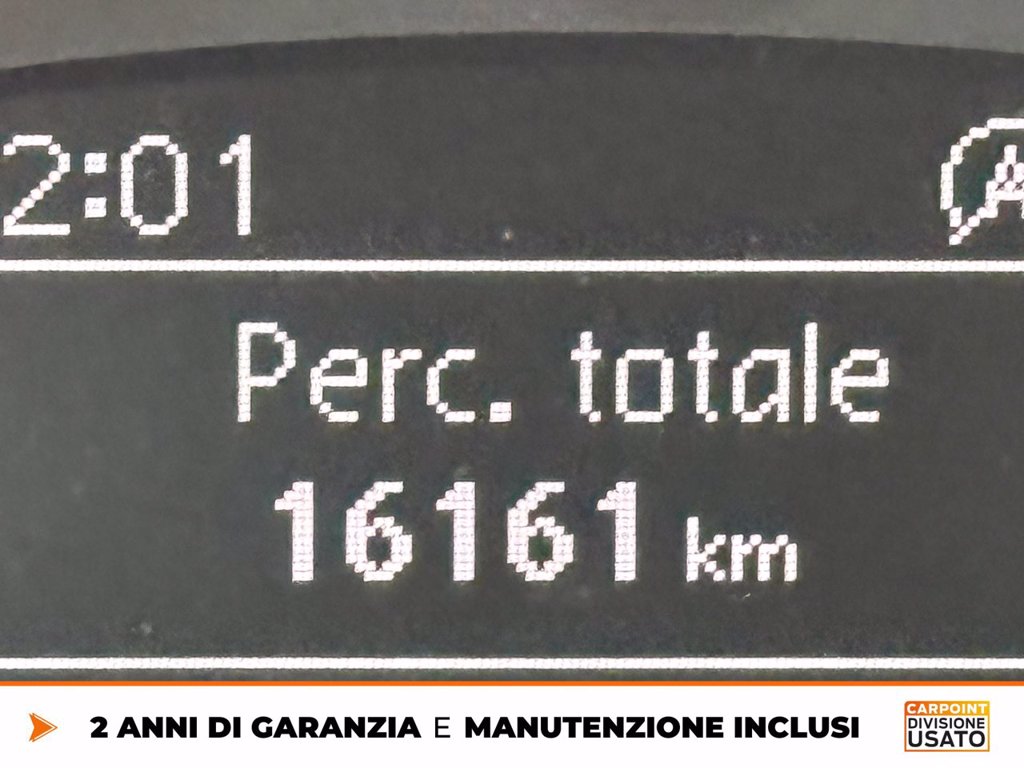 2:01
Perc. totale
16161 km
2 ANNI DI GARANZIA E MANUTENZIONE INCLUSI
CARPOINT
DIVISIONE
USATO